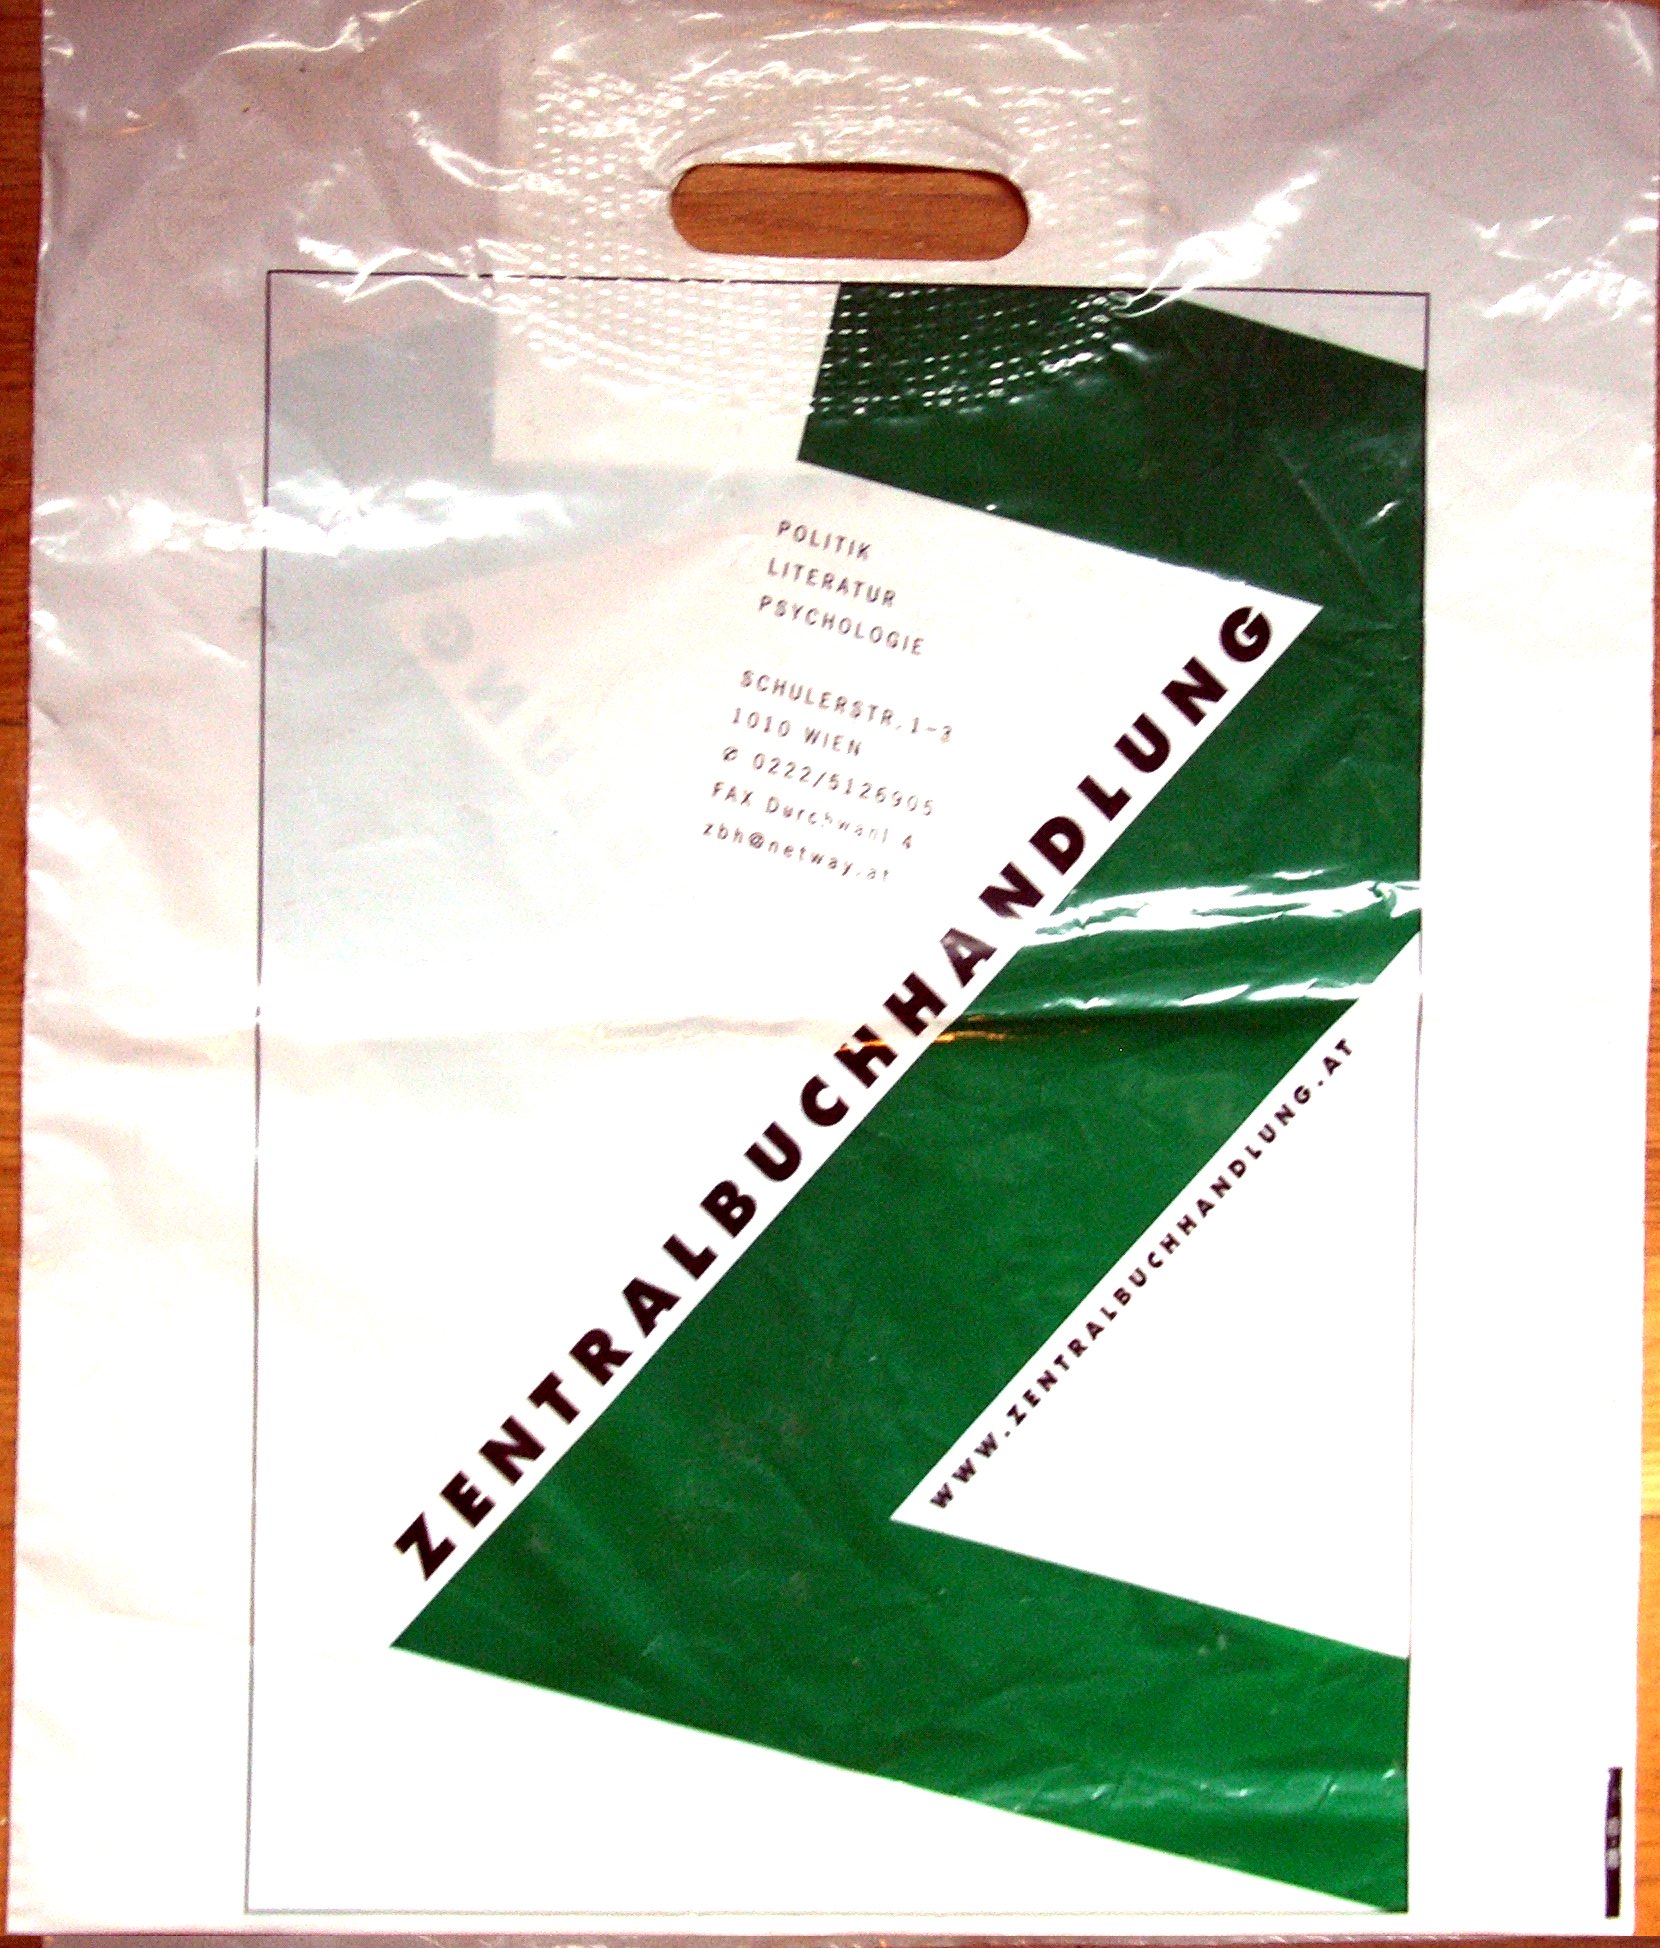 POLITIK
LITERATUR
PSYCHOLOGIE
SCHULERSTR.1-3
1010 WIEN
✆ 0222/5126905
FAX Durchwahl 4
zbh@netway.at
ZENTRALBUCHHANDLUNG
WWW.ZENTRALBUCHHANDLUNG.AT